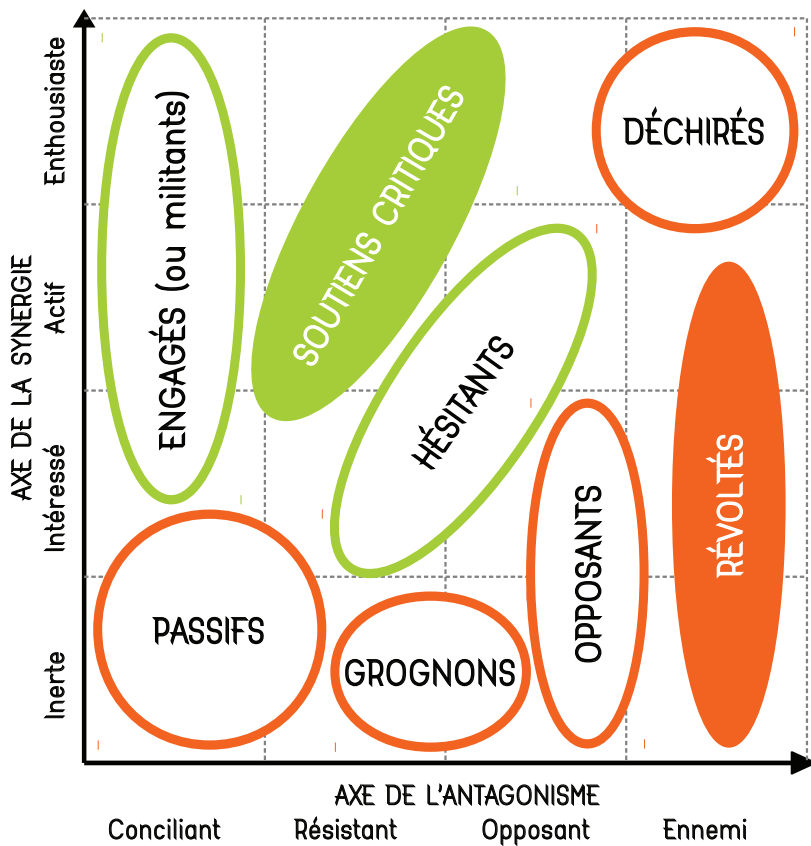 AXE DE LA SYNERGIE
Enthousiaste
Actif
Intéressé
Inerte
ENGAGÉS (ou militants)
SOUTIENS CRITIQUES
DÉCHIRÉS
HÉSITANTS
OPPOSANTS
RÉVOLTÉS
PASSIFS
GROGNONS
AXE DE L'ANTAGONISME
Conciliant
Résistant
Opposant
Ennemi